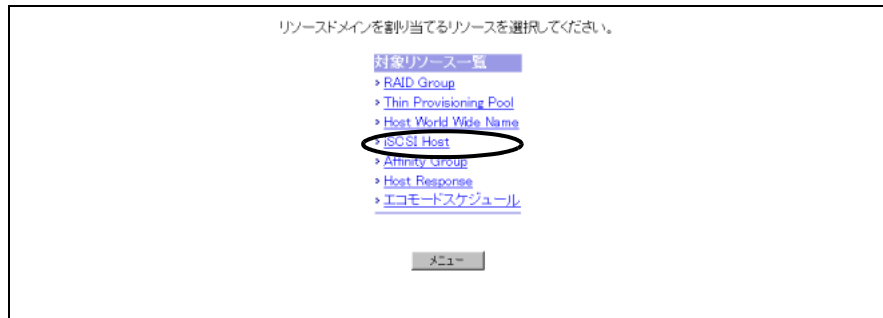 リソースドメインを割り当てるリソースを選択してください。
対象リソース一覧
RAID Group
Thin Provisioning Pool
Host World Wide Name
iSCSI Host
Affinity Group
Host Response
エコモードスケジュール
メニュー